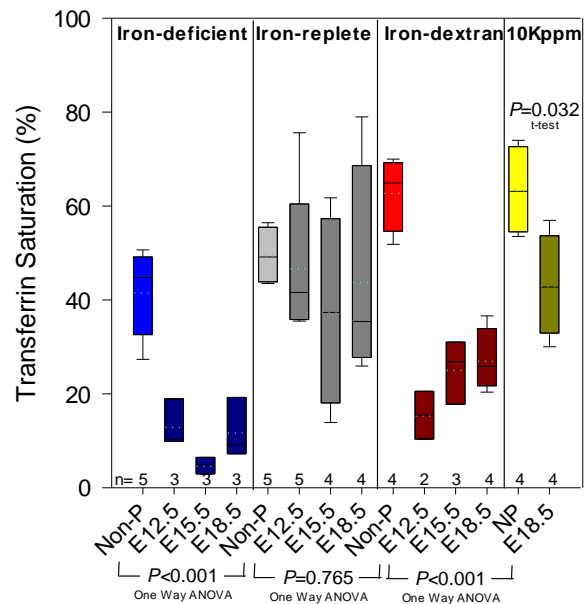 Iron-deficient Iron-replete Iron-dextran 10Kppm
Transferrin Saturation (%)
100
80
60
40
20
0
P=0.032
t-test
n= 5 3 3 3 5 5 4 4 4 2 3 4 4 4
Non-P E12.5 E15.5 E18.5 Non-P E12.5 E15.5 E18.5 Non-P E12.5 E15.5 E18.5 NP E18.5
P<0.001 P=0.765 P<0.001
One Way ANOVA One Way ANOVA One Way ANOVA